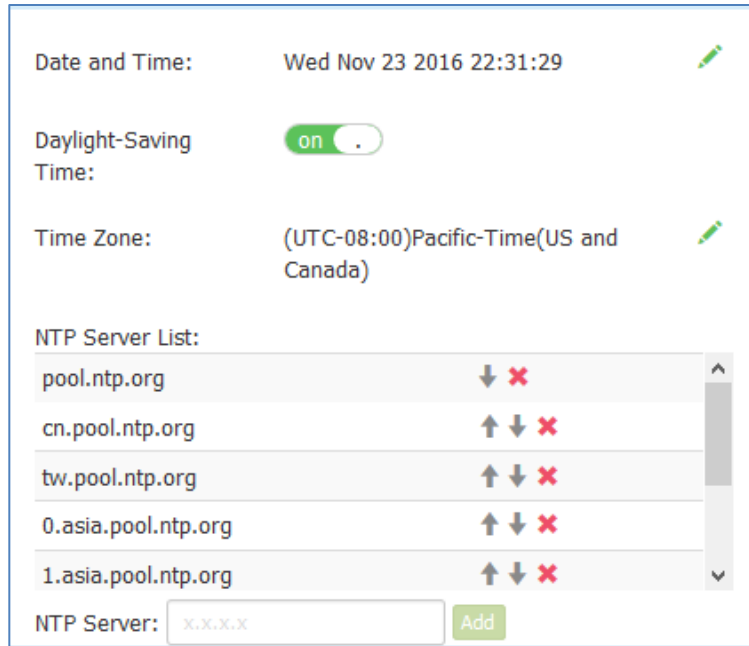 Date and Time: Wed Nov 23 2016 22:31:29
Daylight-Saving Time: on .
Time Zone: (UTC-08:00)Pacific-Time(US and
Canada)
NTP Server List:
pool.ntp.org
cn.pool.ntp.org
tw.pool.ntp.org
0.asia.pool.ntp.org
1.asia.pool.ntp.org
NTP Server: x.x.x.x Add